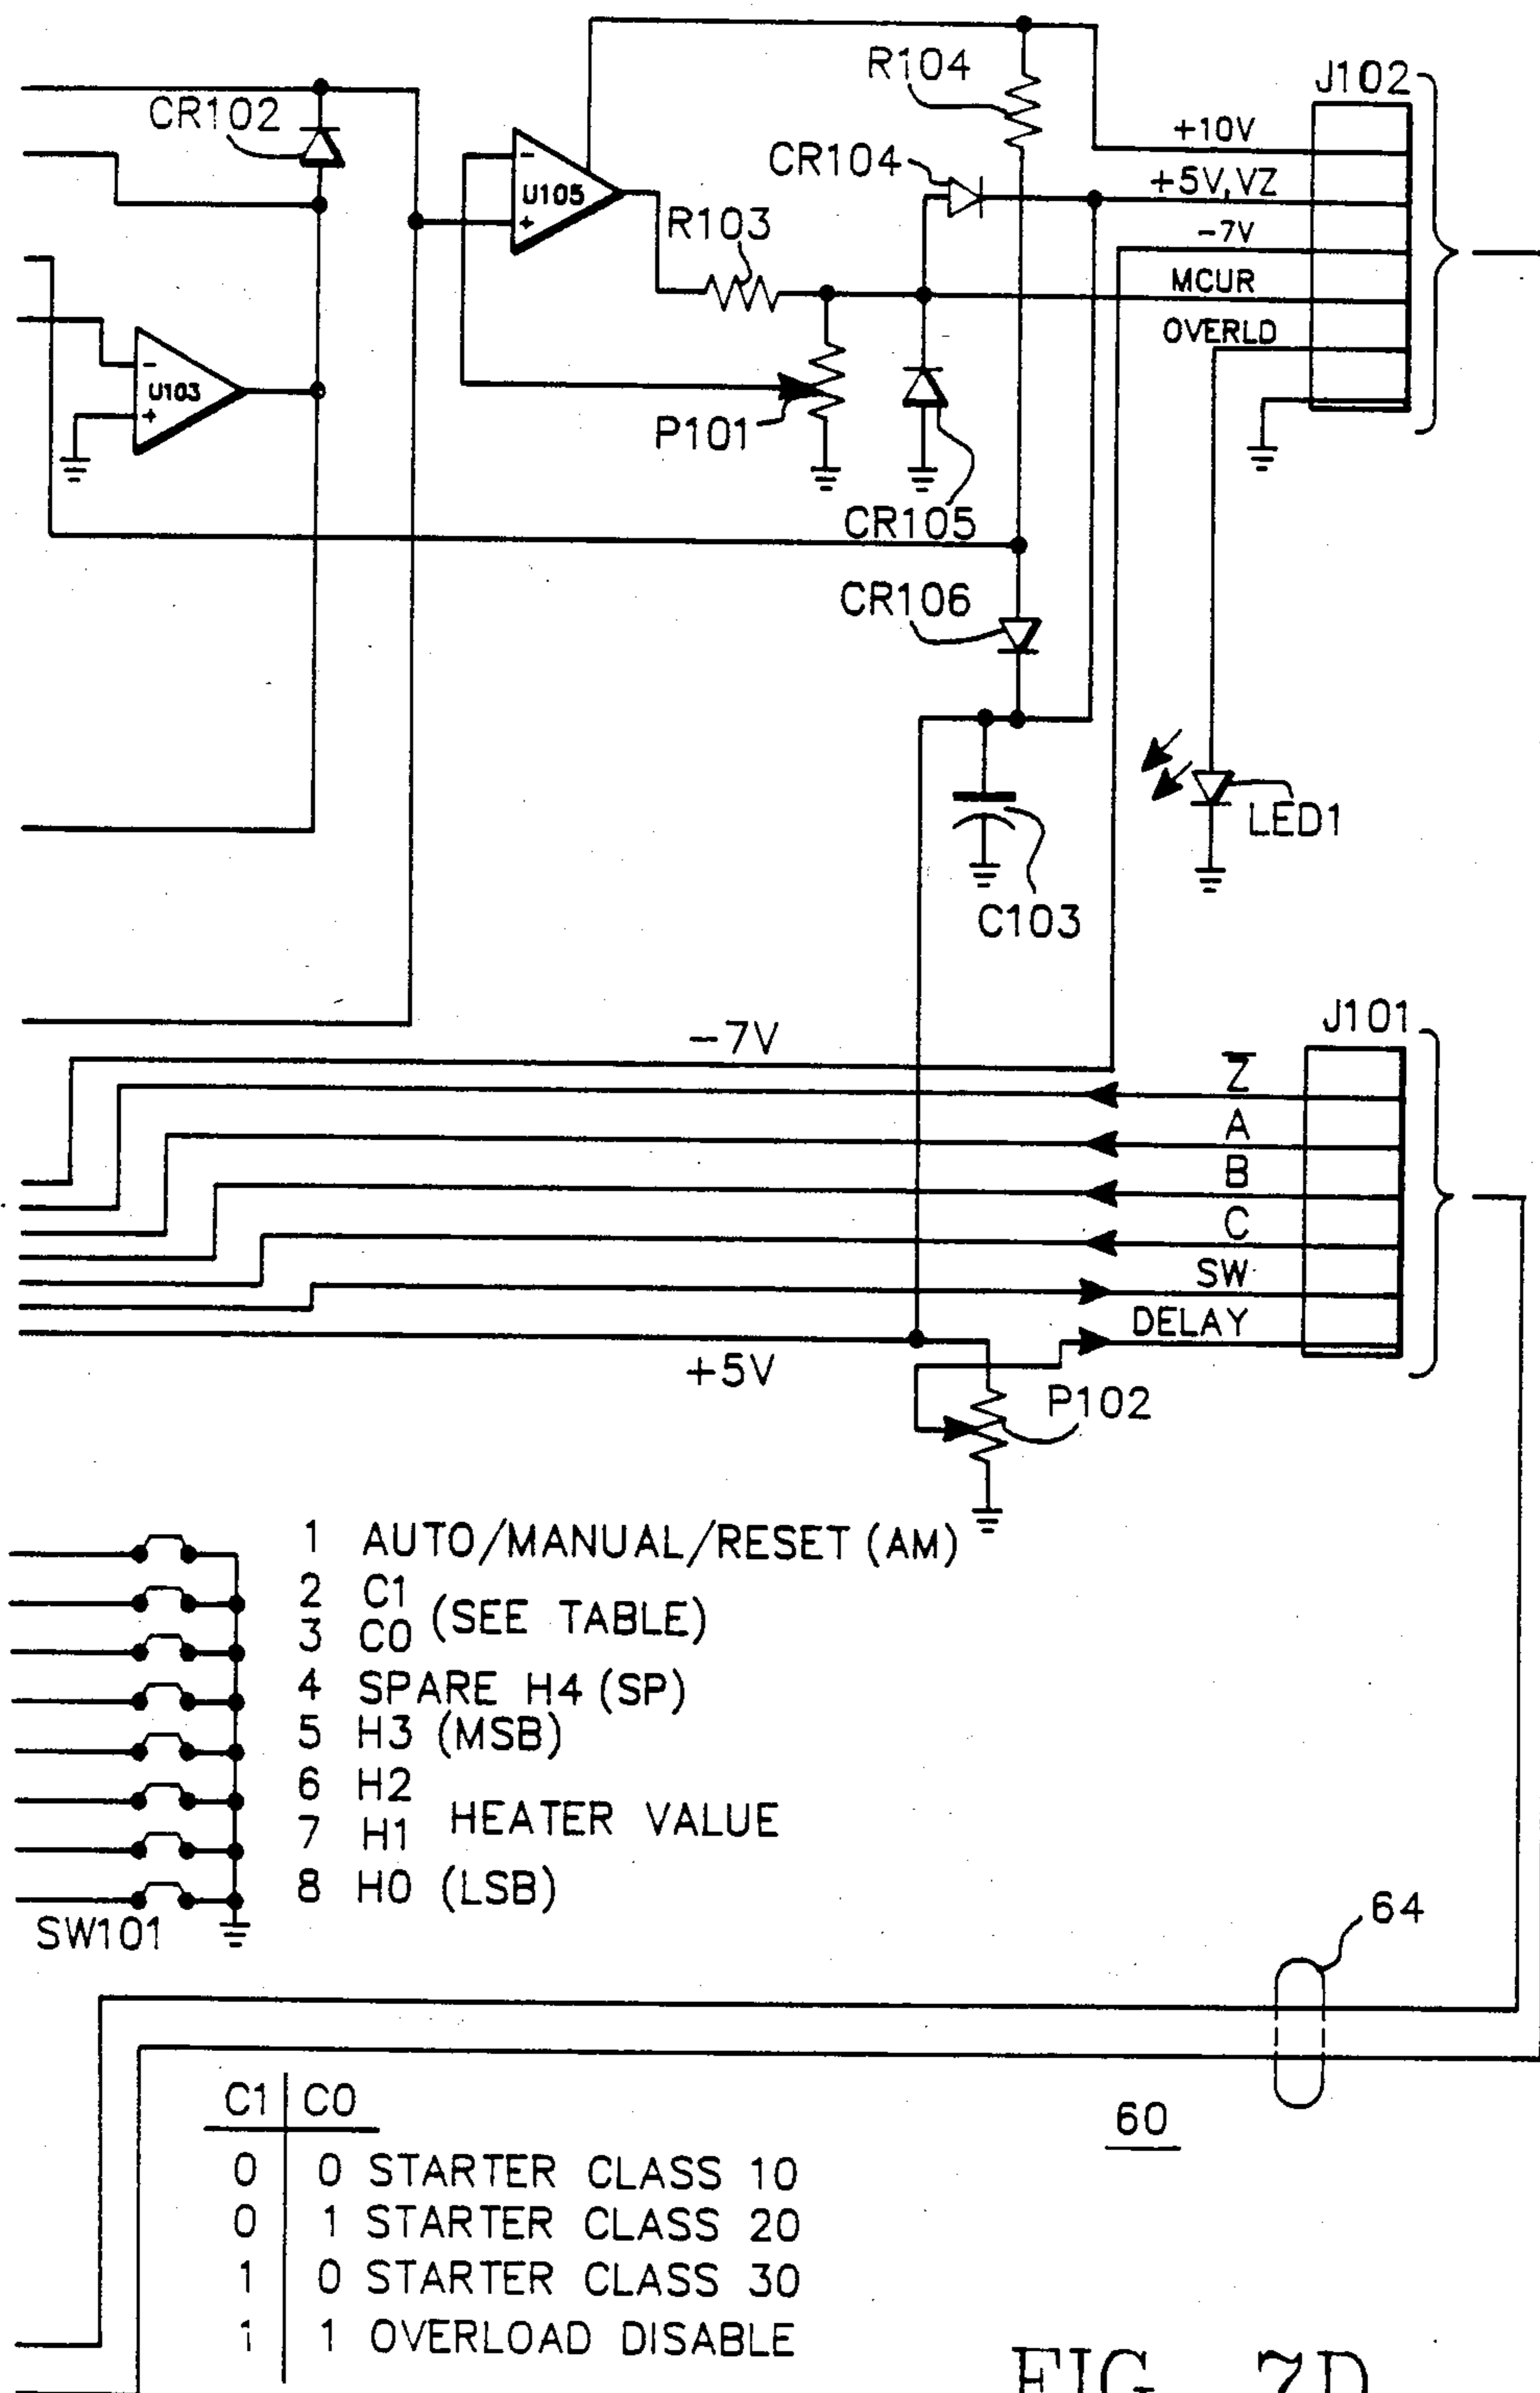 R104
J102
CR102
+10V
CR104
+5V,VZ
-
U105
+
-7V
R103
MCUR
OVERLD
-
U103
+
P101
CR105
CR106
LED1
C103
J101
-7V
Z̅
A
B
C
SW
DELAY
+5V
P102
1 AUTO/MANUAL/RESET (AM)
2 C1
(SEE TABLE)
3 C0
4 SPARE H4 (SP)
5 H3 (MSB)
6 H2
HEATER VALUE
7 H1
8 H0 (LSB)
SW101
64
C1 C0
60
0 0 STARTER CLASS 10
0 1 STARTER CLASS 20
1 0 STARTER CLASS 30
1 1 OVERLOAD DISABLE
FIG. 7D